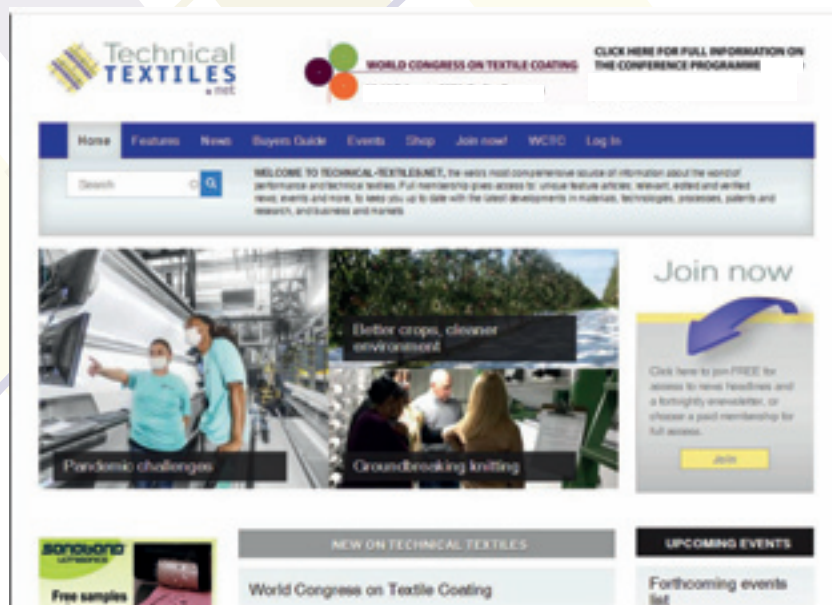 Technical
TEXTILES
.net
WORLD CONGRESS ON TEXTILE COATING
CLICK HERE FOR FULL INFORMATION ON
THE CONFERENCE PROGRAMME
Home Features News Buyers Guide Events Shop Join now! WCTC Log In
Search
WELCOME TO TECHNICAL-TEXTILES.NET, the web's most comprehensive source of information about the world of
performance and technical textiles. Full membership gives access to: unique feature articles; relevant, edited and verified
news; events and more, to keep you up to date with the latest developments in materials, technologies, processes, patents and
research, and business and markets
Better crops, cleaner
environment
Pandemic challenges
Groundbreaking knitting
Join now
Click here to join FREE for
access to news headlines and
a fortnightly enewsletter, or
choose a paid membership for
full access.
Join
SONOBOND
ULTRASONICS
Free samples
NEW ON TECHNICAL TEXTILES
World Congress on Textile Coating
UPCOMING EVENTS
Forthcoming events
list